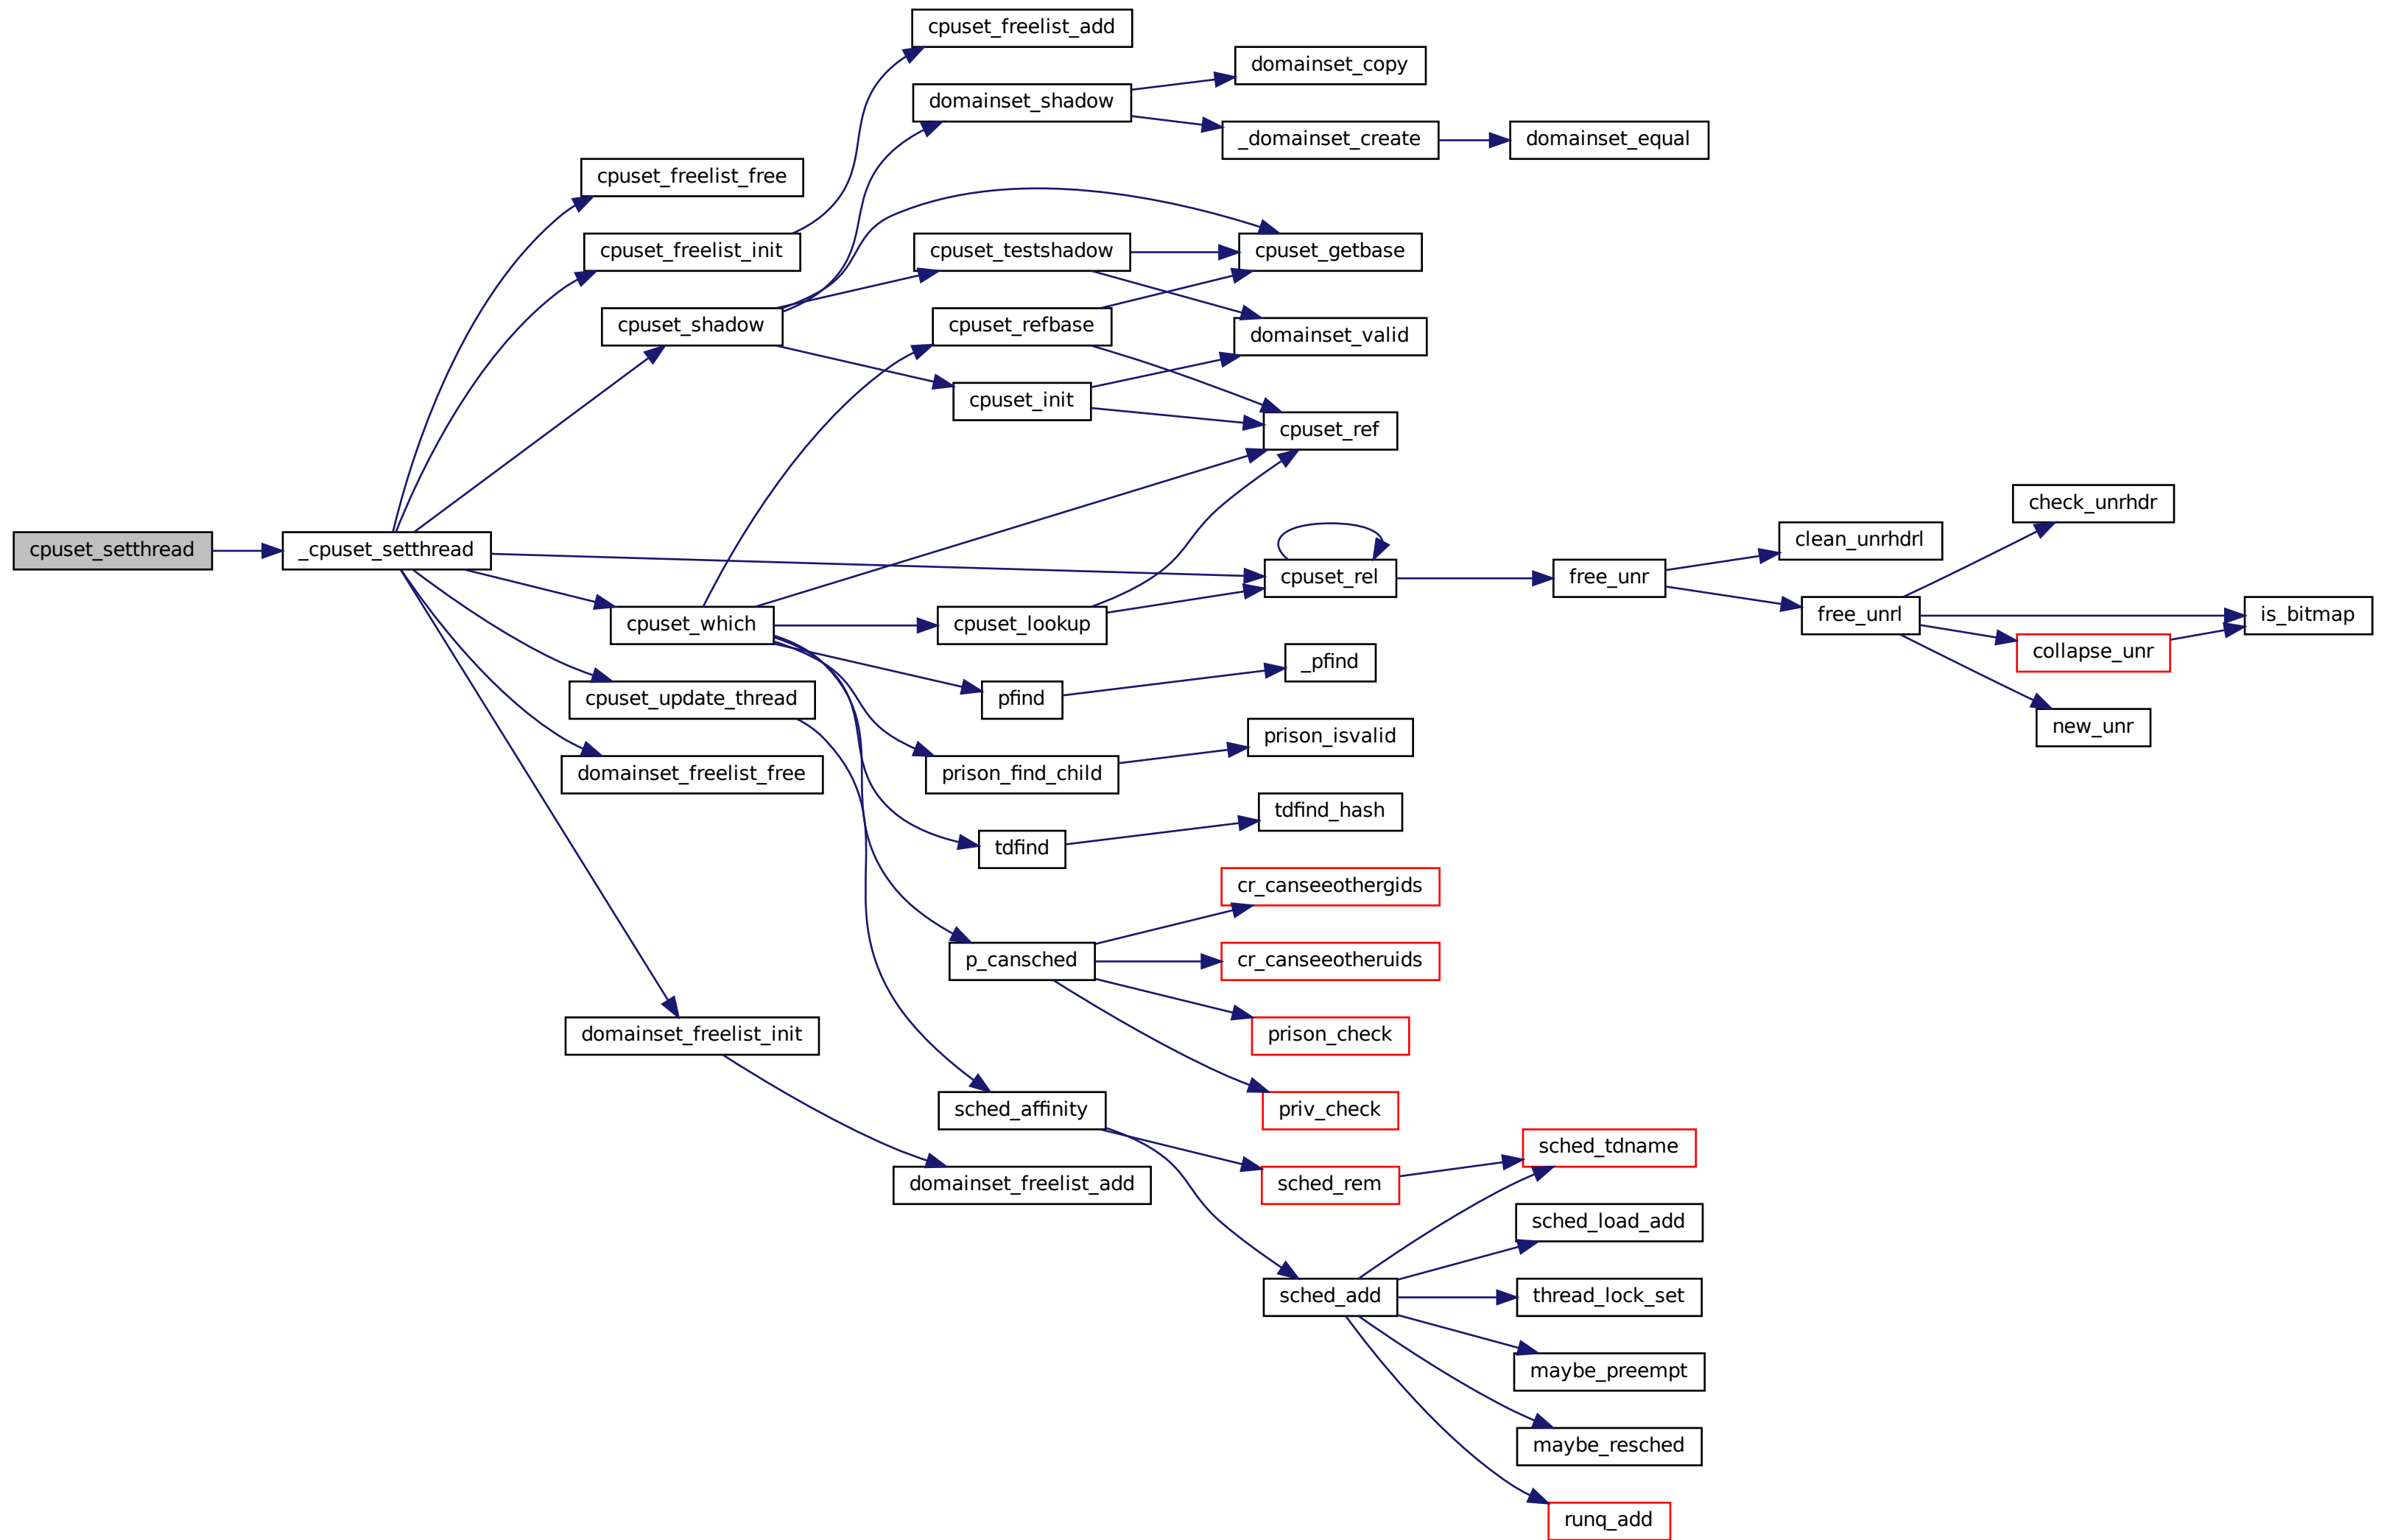 cpuset_freelist_add
domainset_copy
domainset_shadow
_domainset_create
domainset_equal
cpuset_freelist_free
cpuset_freelist_init
cpuset_testshadow
cpuset_getbase
cpuset_shadow
cpuset_refbase
domainset_valid
cpuset_init
cpuset_ref
check_unrhdr
cpuset_setthread
_cpuset_setthread
clean_unrhdrl
cpuset_rel
free_unr
free_unrl
is_bitmap
cpuset_which
cpuset_lookup
collapse_unr
_pfind
cpuset_update_thread
pfind
new_unr
prison_isvalid
domainset_freelist_free
prison_find_child
tdfind_hash
tdfind
cr_canseeothergids
p_cansched
cr_canseeotheruids
domainset_freelist_init
prison_check
sched_affinity
priv_check
sched_tdname
domainset_freelist_add
sched_rem
sched_load_add
sched_add
thread_lock_set
maybe_preempt
maybe_resched
runq_add